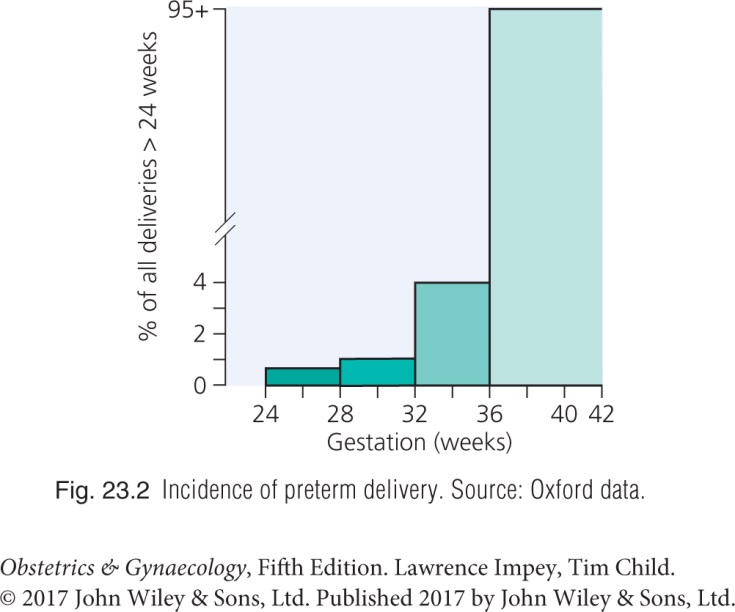 95+
% of all deliveries > 24 weeks
4
2
0
24 28 32 36 40 42
Gestation (weeks)
Fig. 23.2 Incidence of preterm delivery. Source: Oxford data.
Obstetrics & Gynaecology, Fifth Edition. Lawrence Impey, Tim Child.
© 2017 John Wiley & Sons, Ltd. Published 2017 by John Wiley & Sons, Ltd.